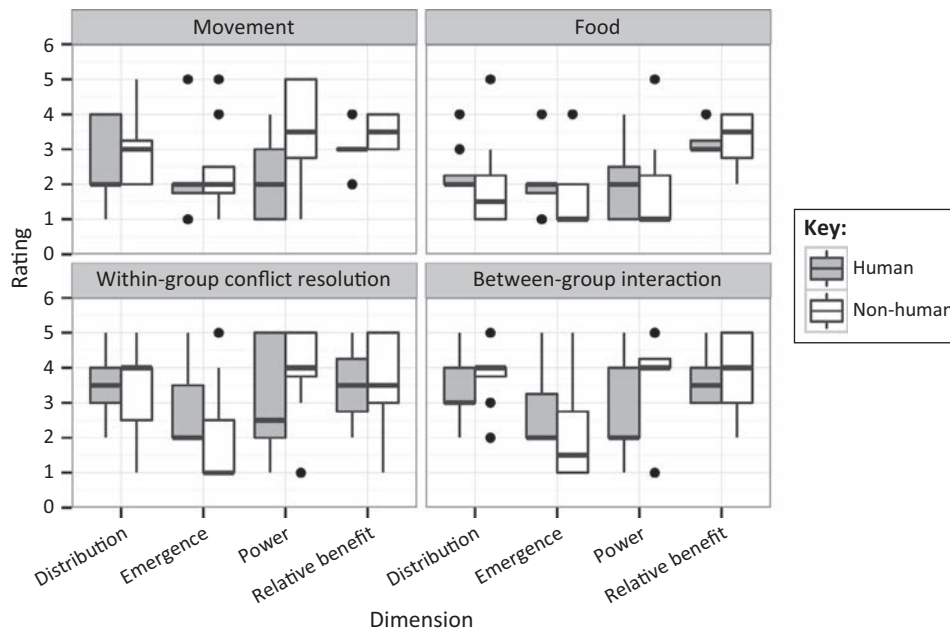 Movement
Food
6
5
4
3
2
1
0
Within-group conflict resolution
Between-group interaction
6
5
4
3
2
1
0
Rating
Distribution
Emergence
Power
Relative benefit
Distribution
Emergence
Power
Relative benefit
Dimension
Key:
Human
Non-human